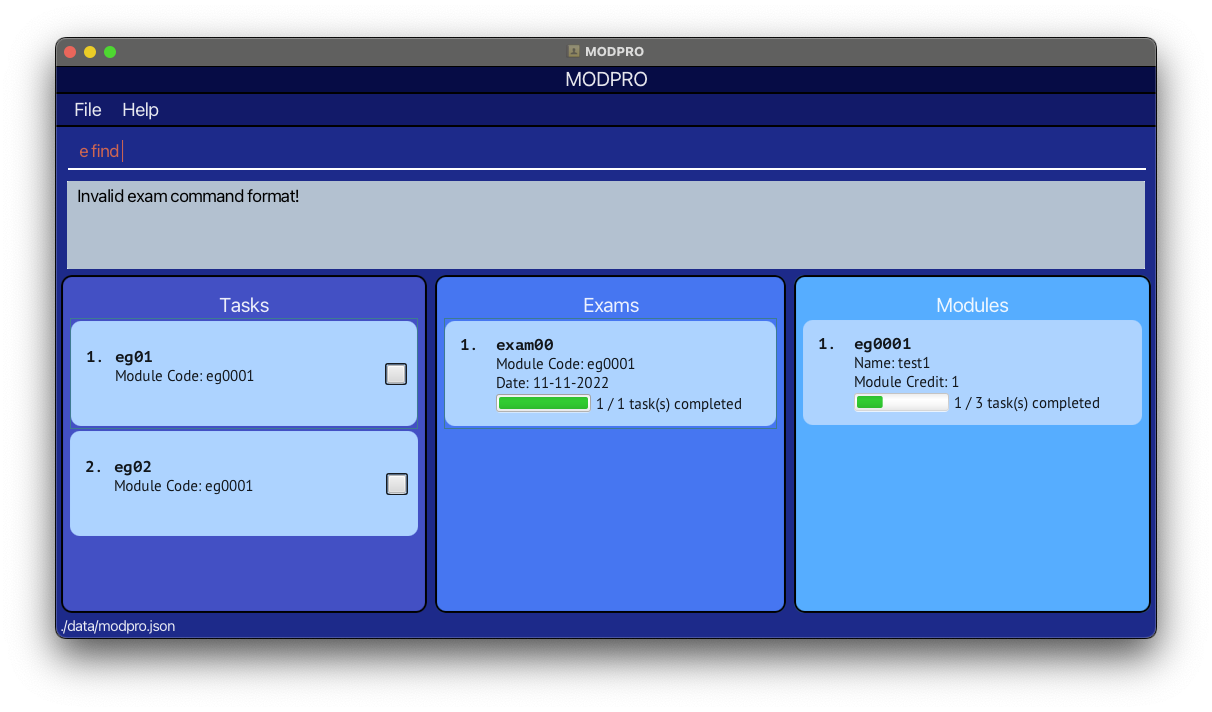 MODPRO
MODPRO
File Help
e find
Invalid exam command format!
Tasks
1. eg01
Module Code: eg0001
2. eg02
Module Code: eg0001
Exams
1. exam00
Module Code: eg0001
Date: 11-11-2022
1 / 1 task(s) completed
Modules
1. eg0001
Name: test1
Module Credit: 1
1 / 3 task(s) completed
./data/modpro.json